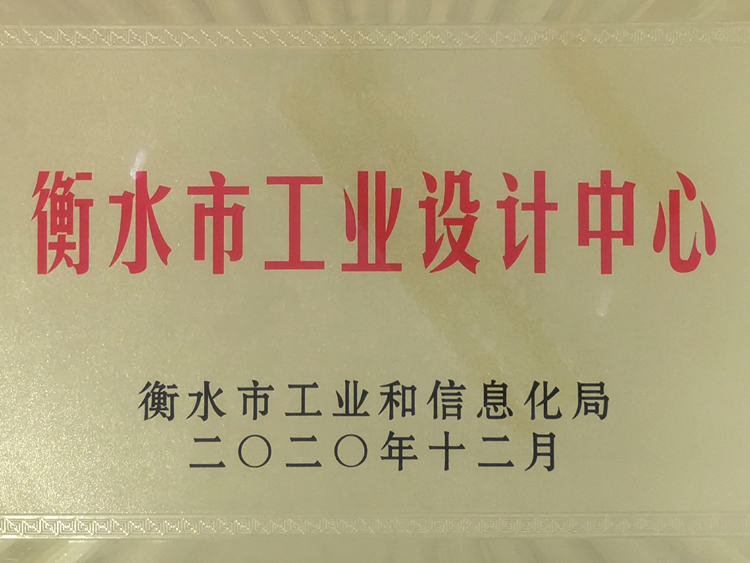 衡水市工业设计中心
衡水市工业和信息化局
二〇二〇年十二月